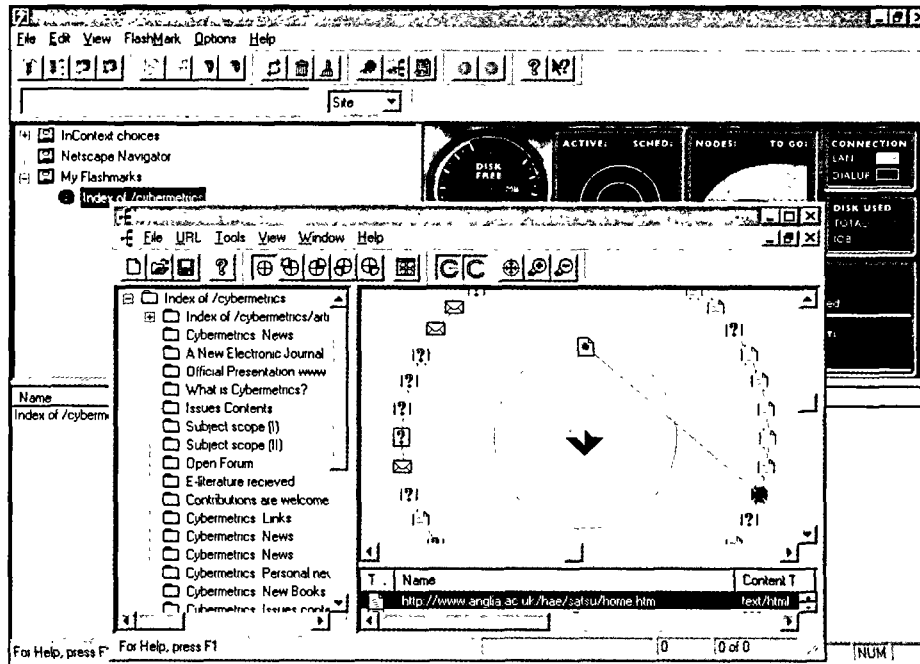 File Edit View FlashMark Options Help
Site
InContext choices
Netscape Navigator
My Flashmarks
Index of /cybermetrics
DISK FREE
MB
ACTIVE: SCHED:
NODES: TO GO:
CONNECTION
LAN
DIALUP
DISK USED
TOTAL
File URL Tools View Window Help
Index of /cybermetrics
Index of /cybermetrics/arti
Cybermetrics News
A New Electronic Journal
Official Presentation www
What is Cybermetrics?
Issues Contents
Subject scope (I)
Subject scope (II)
Open Forum
E-literature recieved
Contributions are welcome
Cybermetrics Links
Cybermetrics News
Cybermetrics News
Cybermetrics Personal nev
Cybermetrics New Books
Cybermetrics Issues conte
T. Name Content T
http://www.anglia.ac.uk/hae/satsu/home.htm text/html
For Help, press F1
0 0 of 0
Name
Index of /cyberm
For Help, press F
NUM